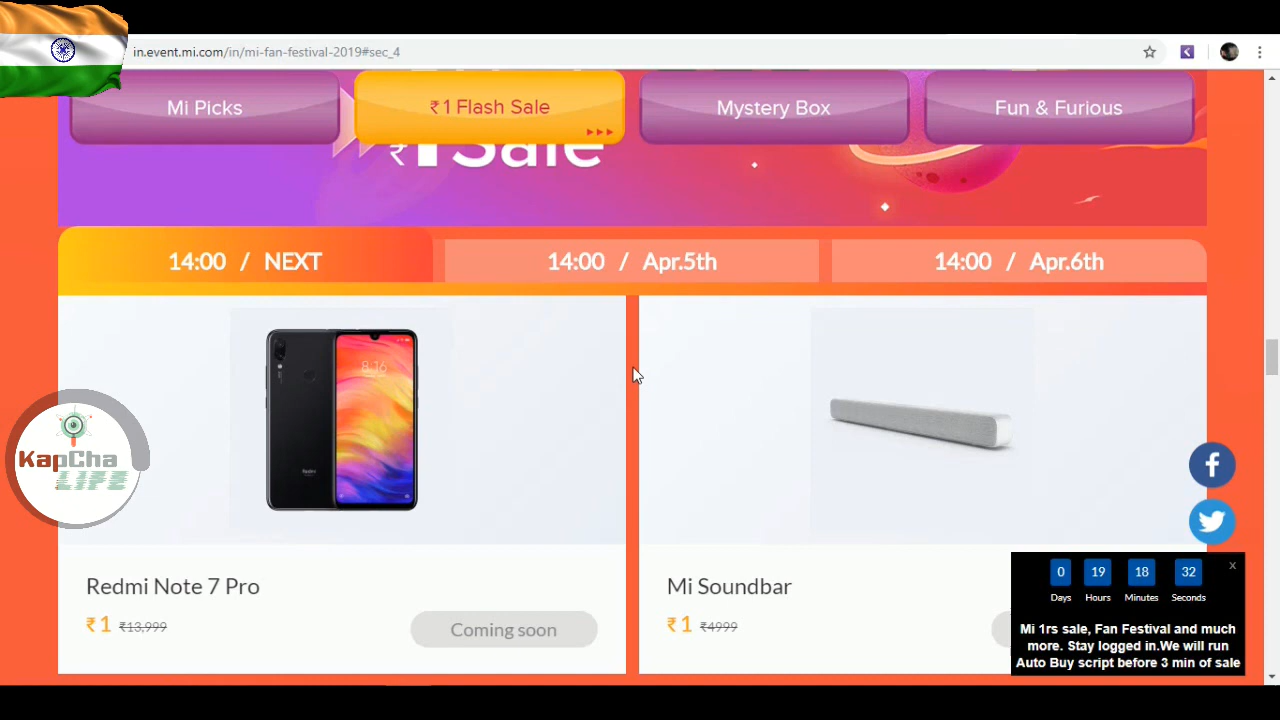 in.event.mi.com/in/mi-fan-festival-2019#sec_4
Mi Picks
₹1 Flash Sale
Mystery Box
Fun & Furious
₹1 Sale
14:00 / NEXT
14:00 / Apr.5th
14:00 / Apr.6th
8:16
Redmi
KapCha
LIFE
Redmi Note 7 Pro
₹1 ₹13,999
Coming soon
Mi Soundbar
₹1 ₹4999
x
0 19 18 32
Days Hours Minutes Seconds
Mi 1rs sale, Fan Festival and much
more. Stay logged in.We will run
Auto Buy script before 3 min of sale